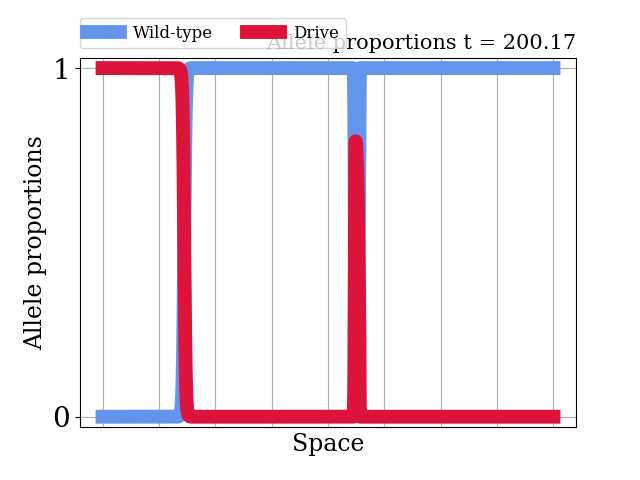 Wild-type Drive
Allele proportions t = 200.17
1
Allele proportions
0
Space